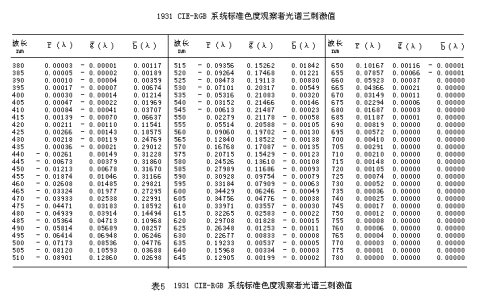 1931 CIE-RGB 系统标准色度观察者光谱三刺激值
波长 nm r̄ (λ) ḡ (λ) b̄ (λ) 波长 nm r̄ (λ) ḡ (λ) b̄ (λ) 波长 nm r̄ (λ) ḡ (λ) b̄ (λ)
380 0.00003 - 0.00001 0.00117 515 - 0.09356 0.15262 0.01842 650 0.10167 0.00116 - 0.00001
385 0.00005 - 0.00002 0.00189 520 - 0.09264 0.17468 0.01221 655 0.07857 0.00066 - 0.00001
390 0.00010 - 0.00004 0.00359 525 - 0.08473 0.19113 0.00830 660 0.05923 0.00037 0.00000
395 0.00017 - 0.00007 0.00674 530 - 0.07101 0.20317 0.00549 665 0.04366 0.00021 0.00000
400 0.00030 - 0.00014 0.01214 535 - 0.05316 0.21083 0.00320 670 0.03149 0.00011 0.00000
405 0.00047 - 0.00022 0.01969 540 - 0.03152 0.21466 0.00146 675 0.02294 0.00006 0.00000
410 0.00084 - 0.00041 0.03707 545 - 0.00613 0.21487 0.00023 680 0.01687 0.00003 0.00000
415 0.00139 - 0.00070 0.06637 550 0.02279 0.21178 - 0.00058 685 0.01187 0.00001 0.00000
420 0.00211 - 0.00110 0.11541 555 0.05514 0.20588 - 0.00105 690 0.00819 0.00000 0.00000
425 0.00266 - 0.00143 0.18575 560 0.09060 0.19702 - 0.00130 695 0.00572 0.00000 0.00000
430 0.00218 - 0.00119 0.24769 565 0.12840 0.18522 - 0.00138 700 0.00410 0.00000 0.00000
435 0.00036 - 0.00021 0.29012 570 0.16768 0.17087 - 0.00135 705 0.00291 0.00000 0.00000
440 - 0.00261 0.00149 0.31228 575 0.20715 0.15429 - 0.00123 710 0.00210 0.00000 0.00000
445 - 0.00673 0.00379 0.31860 580 0.24526 0.13610 - 0.00108 715 0.00148 0.00000 0.00000
450 - 0.01213 0.00678 0.31670 585 0.27989 0.11686 - 0.00093 720 0.00105 0.00000 0.00000
455 - 0.01874 0.01046 0.31166 590 0.30928 0.09754 - 0.00079 725 0.00074 0.00000 0.00000
460 - 0.02608 0.01485 0.29821 595 0.33184 0.07909 - 0.00063 730 0.00052 0.00000 0.00000
465 - 0.03324 0.01977 0.27295 600 0.34429 0.06246 - 0.00049 735 0.00036 0.00000 0.00000
470 - 0.03933 0.02538 0.22991 605 0.34756 0.04776 - 0.00038 740 0.00025 0.00000 0.00000
475 - 0.04471 0.03183 0.18592 610 0.33971 0.03557 - 0.00030 745 0.00017 0.00000 0.00000
480 - 0.04939 0.03914 0.14494 615 0.32265 0.02583 - 0.00022 750 0.00012 0.00000 0.00000
485 - 0.05364 0.04713 0.10968 620 0.29708 0.01828 - 0.00015 755 0.00008 0.00000 0.00000
490 - 0.05814 0.05689 0.08257 625 0.26348 0.01253 - 0.00011 760 0.00006 0.00000 0.00000
495 - 0.06414 0.06948 0.06246 630 0.22677 0.00833 - 0.00008 765 0.00004 0.00000 0.00000
500 - 0.07173 0.08536 0.04776 635 0.19233 0.00537 - 0.00005 770 0.00003 0.00000 0.00000
505 - 0.08120 0.10593 0.03688 640 0.15968 0.00334 - 0.00003 775 0.00001 0.00000 0.00000
510 - 0.08901 0.12860 0.02698 645 0.12905 0.00199 - 0.00002 780 0.00000 0.00000 0.00000
表5 1931 CIE-RGB 系统标准色度观察者光谱三刺激值